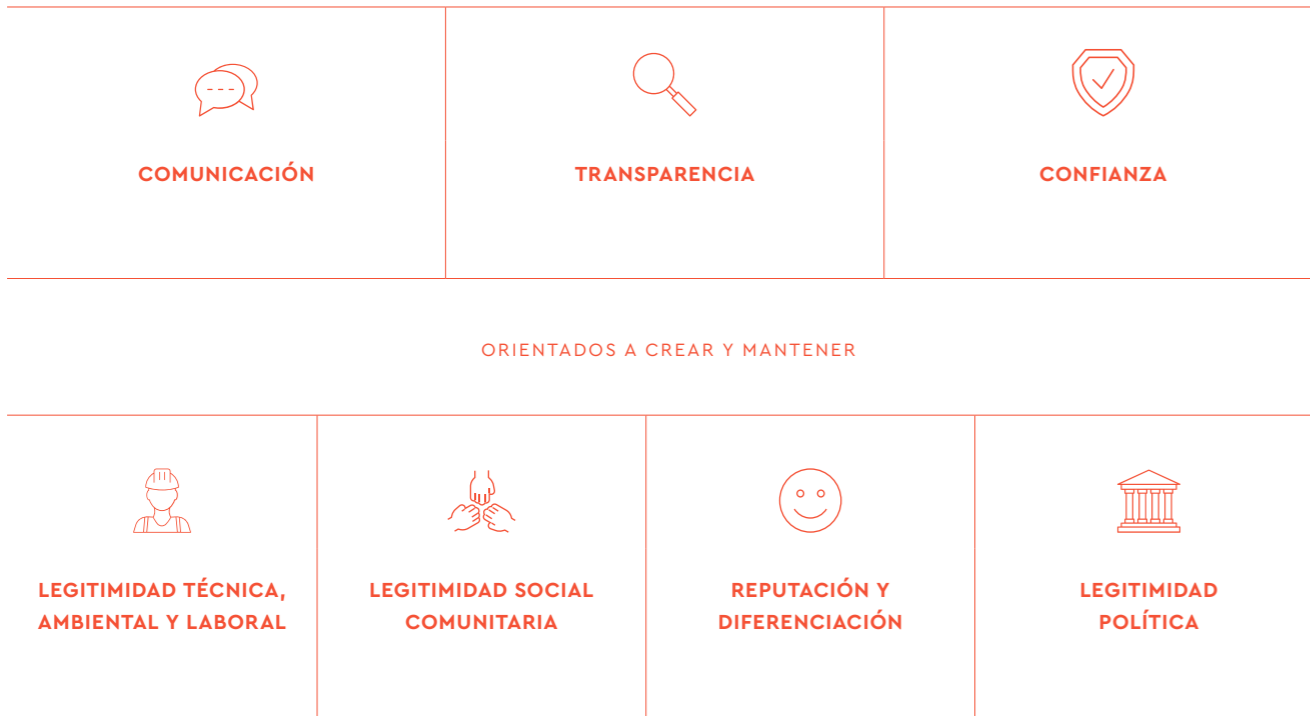 COMUNICACIÓN
TRANSPARENCIA
CONFIANZA
ORIENTADOS A CREAR Y MANTENER
LEGITIMIDAD TÉCNICA,
AMBIENTAL Y LABORAL
LEGITIMIDAD SOCIAL
COMUNITARIA
REPUTACIÓN Y
DIFERENCIACIÓN
LEGITIMIDAD
POLÍTICA